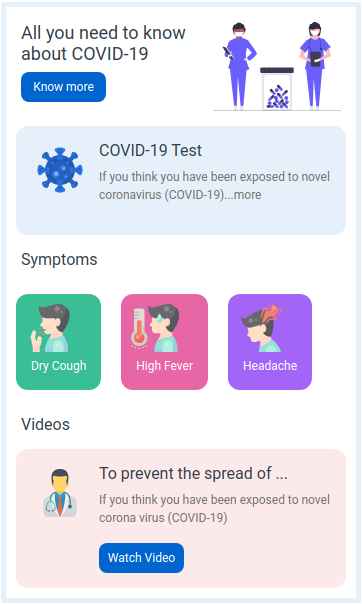 All you need to know
about COVID-19
Know more
COVID-19 Test
If you think you have been exposed to novel
coronavirus (COVID-19)...more
Symptoms
Dry Cough
High Fever
Headache
Videos
To prevent the spread of ...
If you think you have been exposed to novel
corona virus (COVID-19)
Watch Video